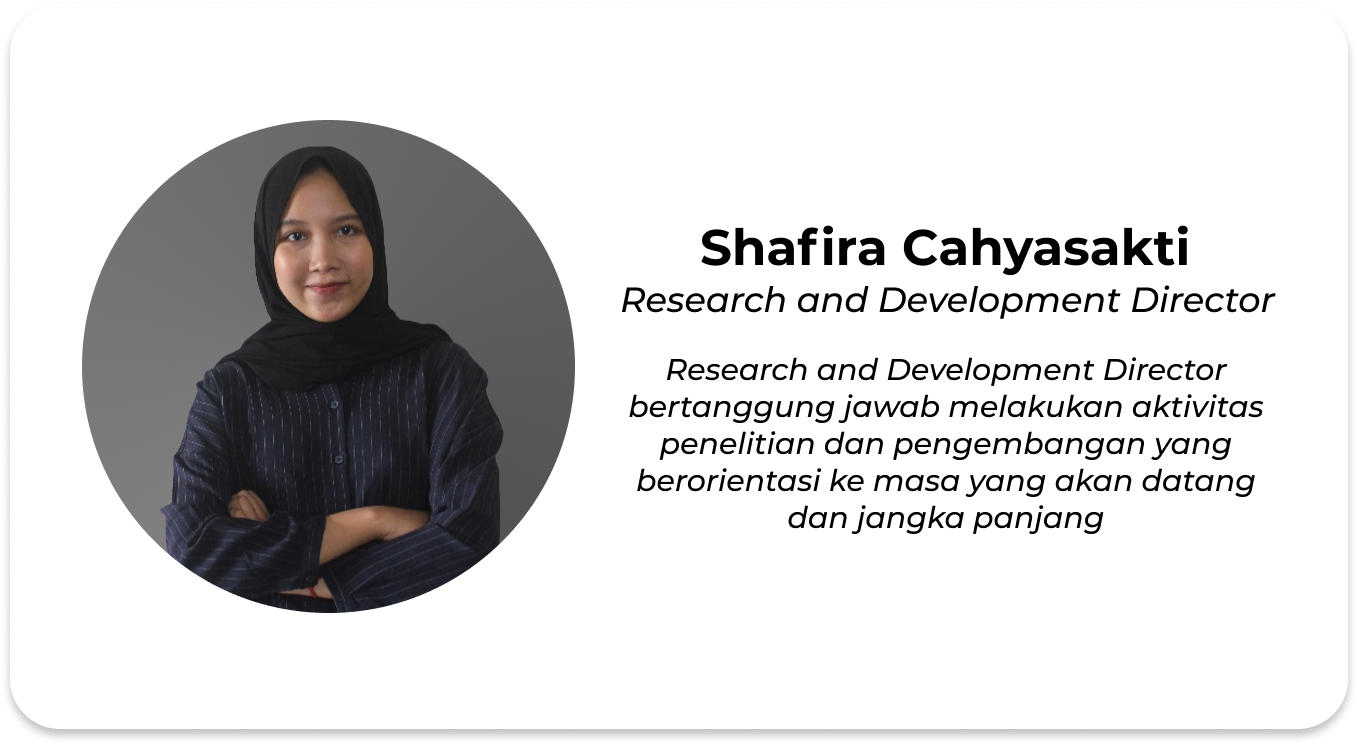 Shafira Cahyasakti
Research and Development Director
Research and Development Director
bertanggung jawab melakukan aktivitas
penelitian dan pengembangan yang
berorientasi ke masa yang akan datang
dan jangka panjang